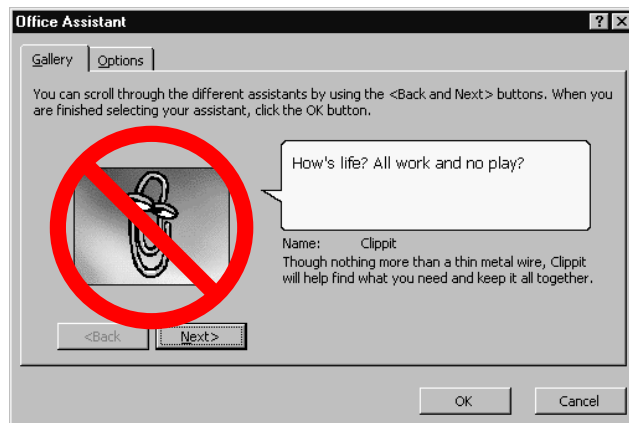 Office Assistant
Gallery
Options
You can scroll through the different assistants by using the <Back and Next> buttons. When you
are finished selecting your assistant, click the OK button.
How's life? All work and no play?
Name: Clippit
Though nothing more than a thin metal wire, Clippit
will help find what you need and keep it all together.
<Back
Next>
OK
Cancel